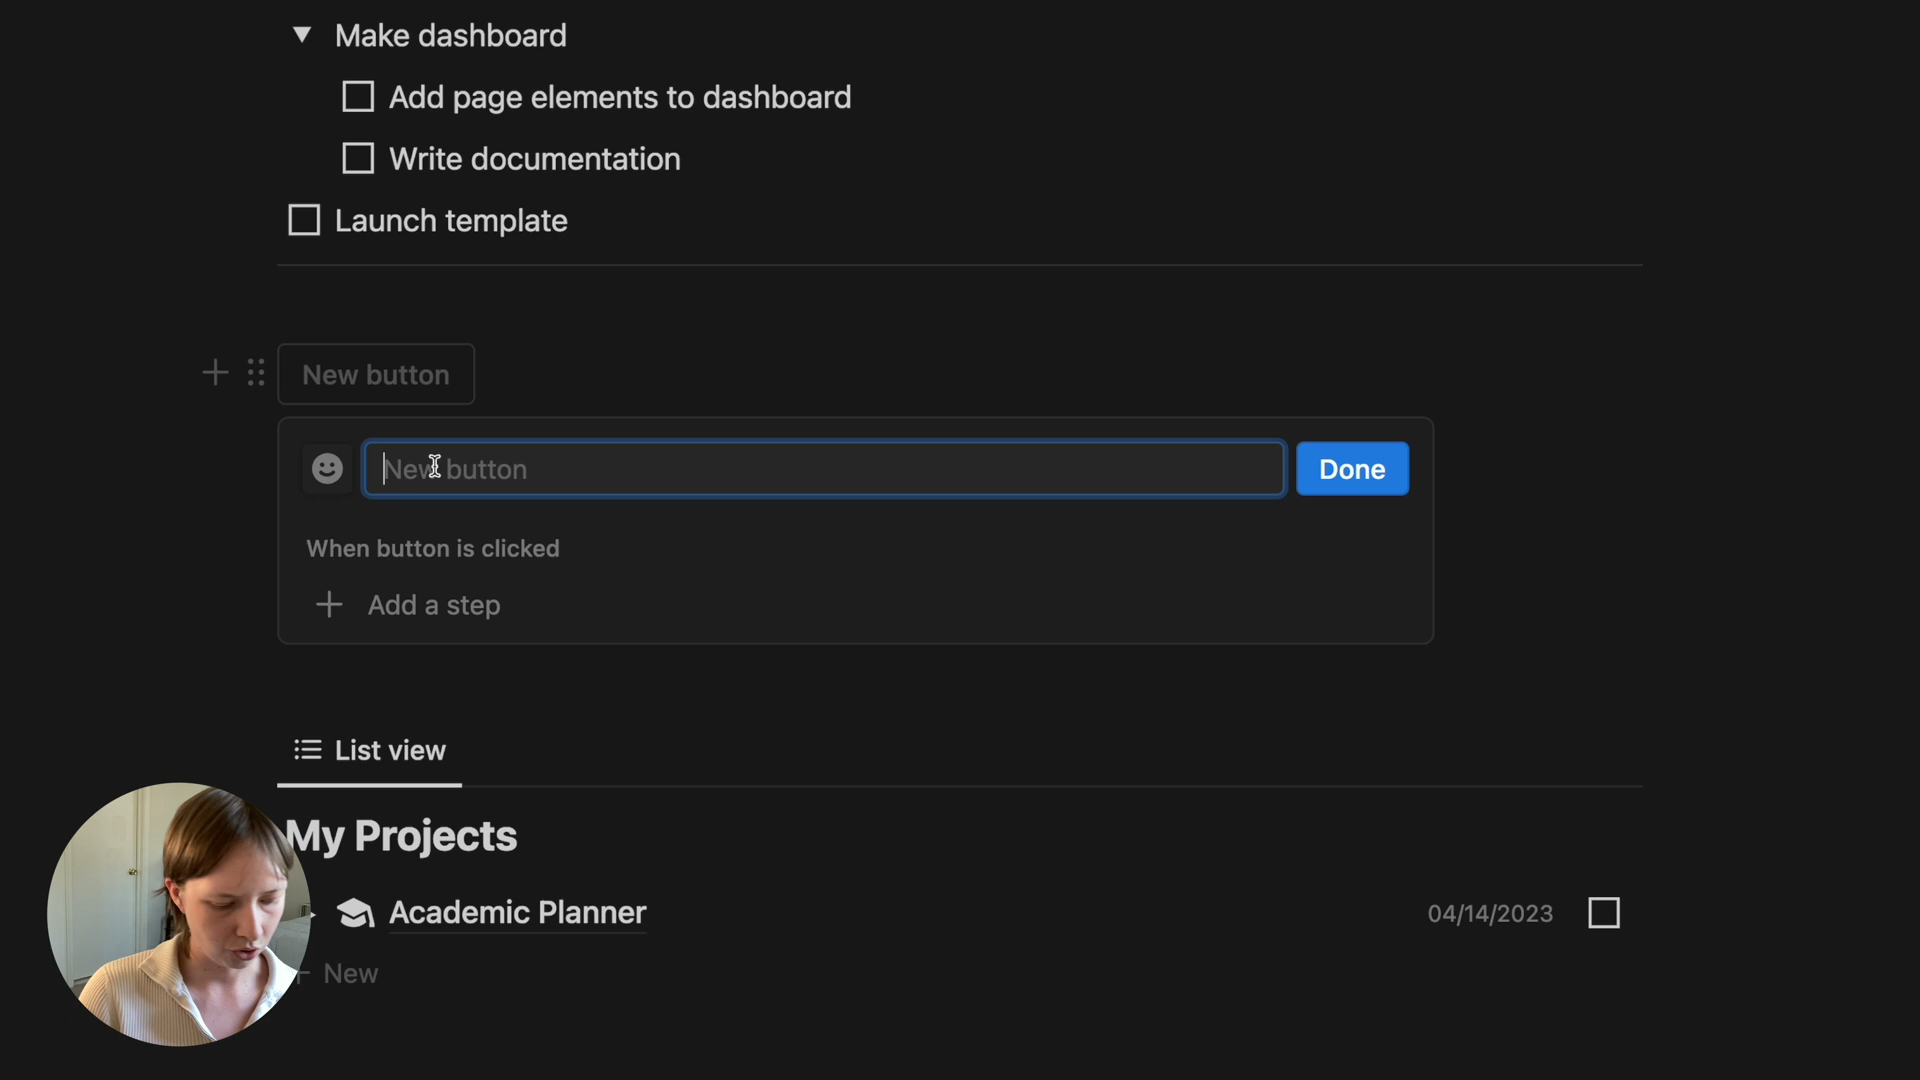 Make dashboard
Add page elements to dashboard
Write documentation
Launch template
New button
New button
Done
When button is clicked
Add a step
List view
My Projects
Academic Planner 04/14/2023
New